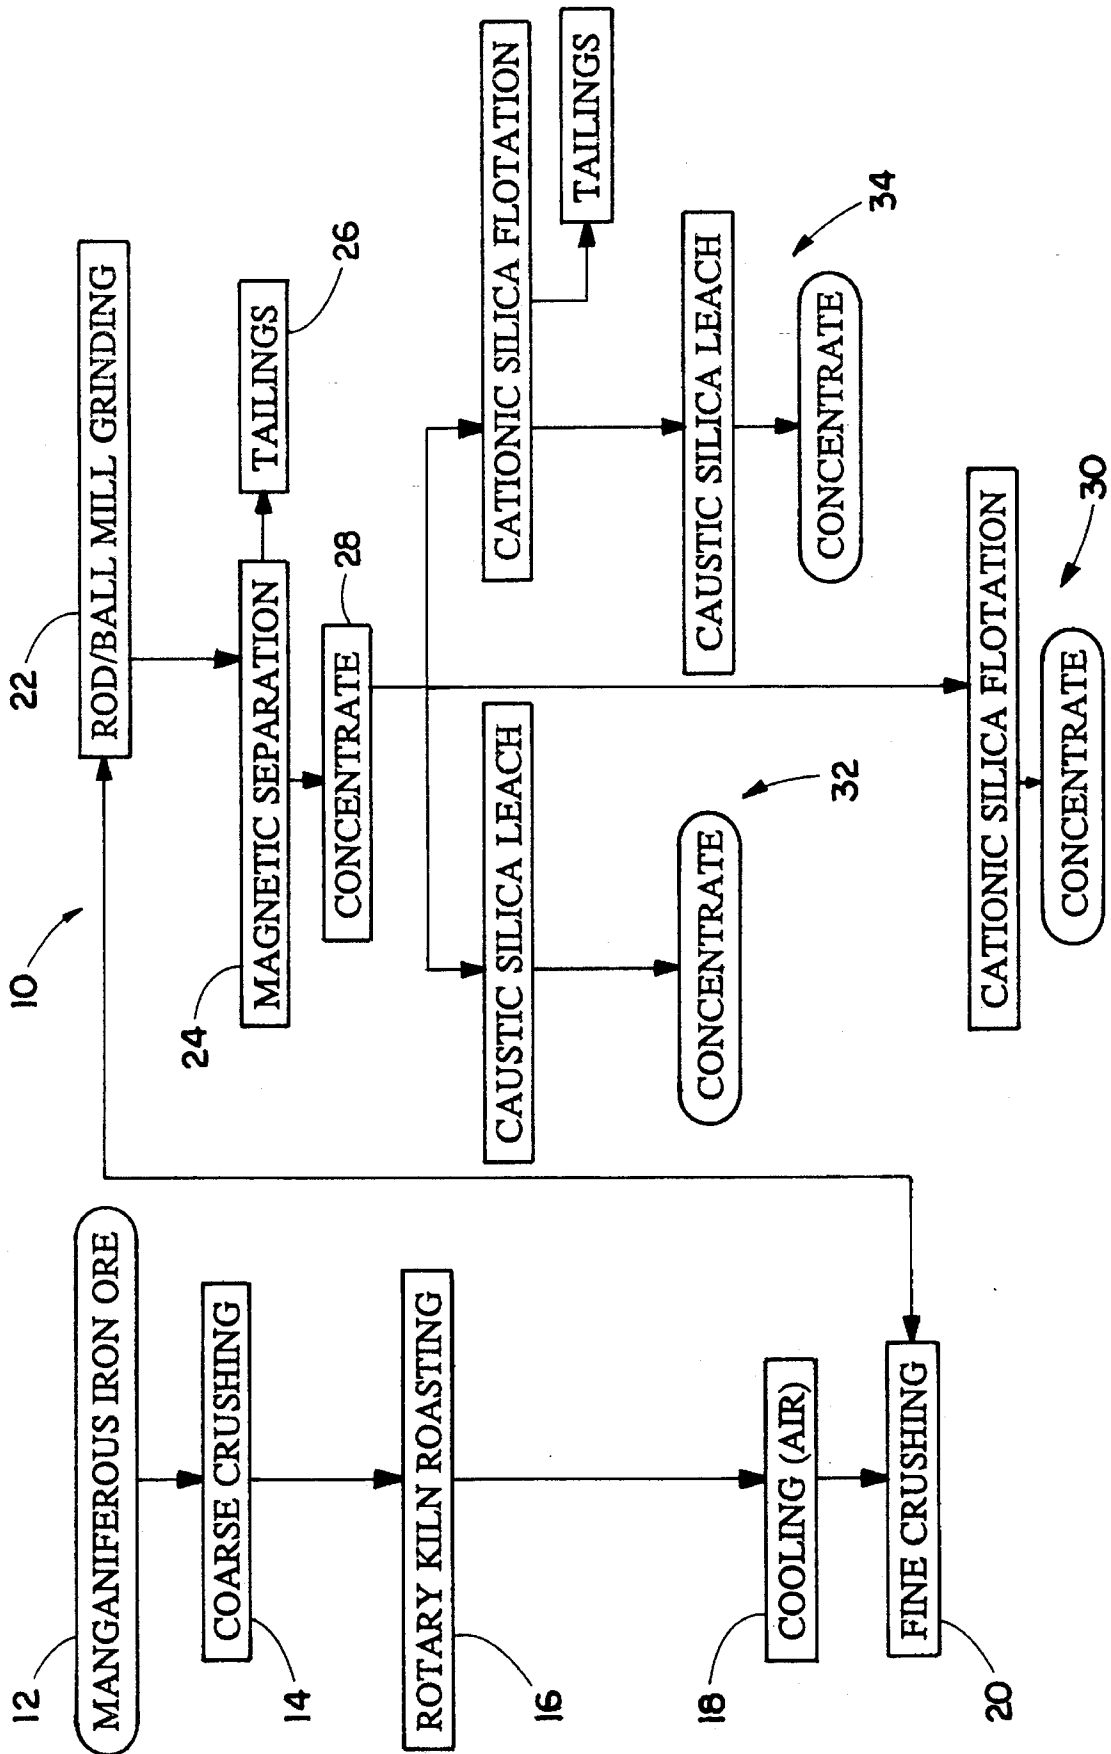 10
12
MANGANIFEROUS IRON ORE
14
COARSE CRUSHING
16
ROTARY KILN ROASTING
18
COOLING (AIR)
20
FINE CRUSHING
22
ROD/BALL MILL GRINDING
24
MAGNETIC SEPARATION
TAILINGS
26
CONCENTRATE
28
CAUSTIC SILICA LEACH
CONCENTRATE
32
CATIONIC SILICA FLOTATION
TAILINGS
CAUSTIC SILICA LEACH
CONCENTRATE
34
CATIONIC SILICA FLOTATION
CONCENTRATE
30